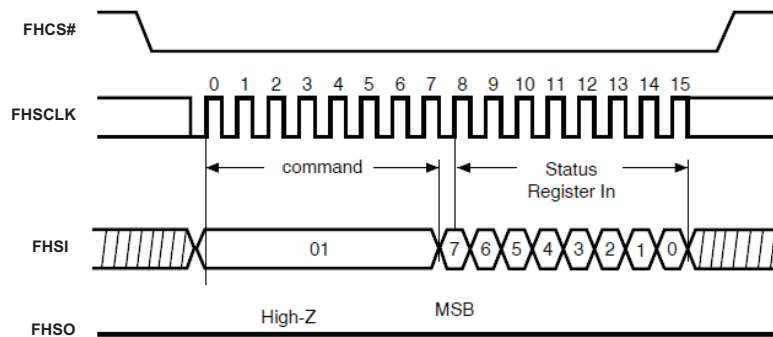 FHCS#
0 1 2 3 4 5 6 7 8 9 10 11 12 13 14 15
FHSCLK
command
Status
Register In
FHSI
01
7 6 5 4 3 2 1 0
High-Z
MSB
FHSO